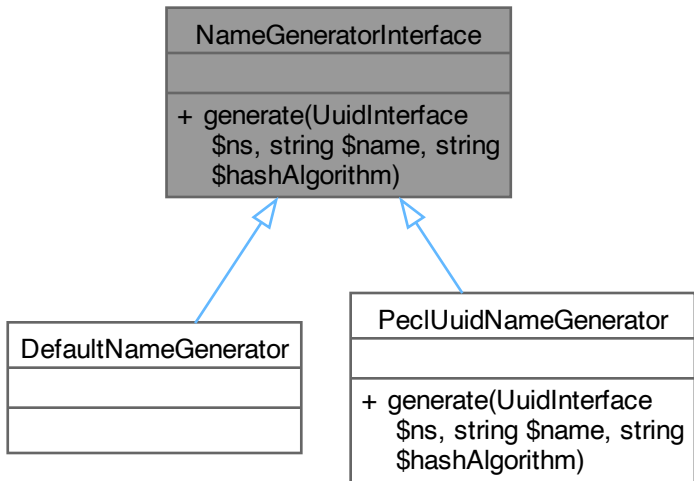 NameGeneratorInterface
+ generate(UuidInterface
$ns, string $name, string
$hashAlgorithm)
DefaultNameGenerator
PeclUuidNameGenerator
+ generate(UuidInterface
$ns, string $name, string
$hashAlgorithm)